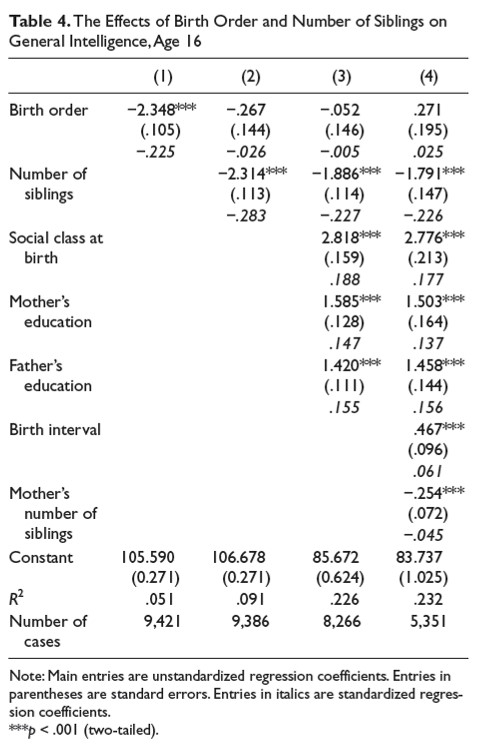 Table 4. The Effects of Birth Order and Number of Siblings on
General Intelligence, Age 16
(1) (2) (3) (4)
Birth order −2.348*** −.267 −.052 .271
(.105) (.144) (.146) (.195)
−.225 −.026 −.005 .025
Number of −2.314*** −1.886*** −1.791***
siblings (.113) (.114) (.147)
−.283 −.227 −.226
Social class at 2.818*** 2.776***
birth (.159) (.213)
.188 .177
Mother’s 1.585*** 1.503***
education (.128) (.164)
.147 .137
Father’s 1.420*** 1.458***
education (.111) (.144)
.155 .156
Birth interval .467***
(.096)
.061
Mother’s −.254***
number of (.072)
siblings −.045
Constant 105.590 106.678 85.672 83.737
(0.271) (0.271) (0.624) (1.025)
R2 .051 .091 .226 .232
Number of 9,421 9,386 8,266 5,351
cases
Note: Main entries are unstandardized regression coefficients. Entries in
parentheses are standard errors. Entries in italics are standardized regres-
sion coefficients.
***p < .001 (two-tailed).